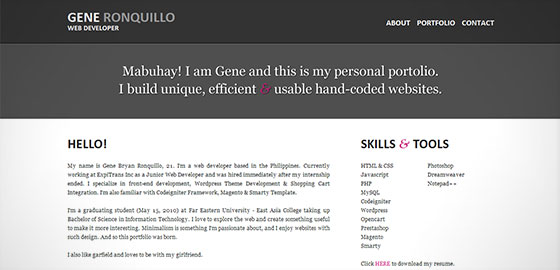 GENE RONQUILLO
WEB DEVELOPER
ABOUT PORTFOLIO CONTACT
Mabuhay! I am Gene and this is my personal portolio.
I build unique, efficient & usable hand-coded websites.
HELLO!
My name is Gene Bryan Ronquillo, 21. I'm a web developer based in the Philippines. Currently
working at ExpiTrans Inc as a Junior Web Developer and was hired immediately after my internship
ended. I specialize in front-end development, Wordpress Theme Development & Shopping Cart
Integration. I'm also familiar with Codeigniter Framework, Magento & Smarty Template.
I'm a graduating student (May 13, 2010) at Far Eastern University - East Asia College taking up
Bachelor of Science in Information Technology. I love to explore the web and create something useful
to make it more interesting. Minimalism is something I'm passionate about, and I enjoy websites with
such design. And so this portfolio was born.
I also like garfield and loves to be with my girlfriend.
SKILLS & TOOLS
HTML & CSS
Javascript
PHP
MySQL
Codeigniter
Wordpress
Opencart
Prestashop
Magento
Smarty
Photoshop
Dreamweaver
Notepad++
Click HERE to download my resume.